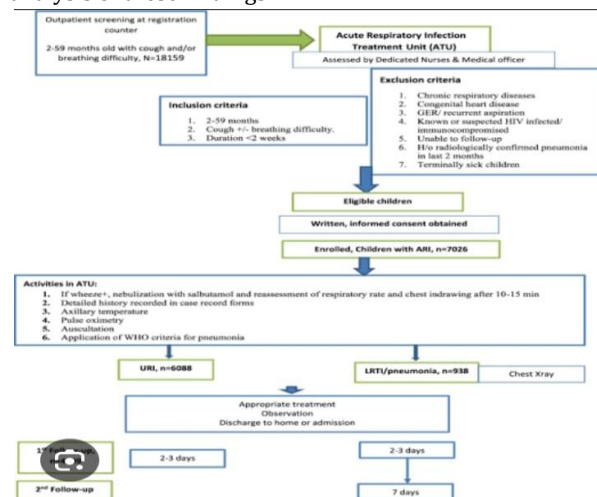 Outpatient screening at registration
counter
2-59 months old with cough and/or
breathing difficulty, N=18159
Acute Respiratory Infection
Treatment Unit (ATU)
Assessed by Dedicated Nurses & Medical officer
Inclusion criteria
1. 2-59 months
2. Cough +/- breathing difficulty.
3. Duration <2 weeks
Exclusion criteria
1. Chronic respiratory diseases
2. Congenital heart disease
3. GER/ recurrent aspiration
4. Known or suspected HIV infected/
immunocompromised
5. Unable to follow-up
6. H/o radiologically confirmed pneumonia
in last 2 months
7. Terminally sick children
Eligible children
Written, informed consent obtained
Enrolled, Children with ARI, n=7026
Activities in ATU:
1. If wheeze+, nebulization with salbutamol and reassessment of respiratory rate and chest indrawing after 10-15 min
2. Detailed history recorded in case record forms
3. Axillary temperature
4. Pulse oximetry
5. Auscultation
6. Application of WHO criteria for pneumonia
URI, n=6088
LRTI/pneumonia, n=938
Chest Xray
Appropriate treatment
Observation
Discharge to home or admission
1st
2-3 days
2-3 days
2nd Follow-up
7 days